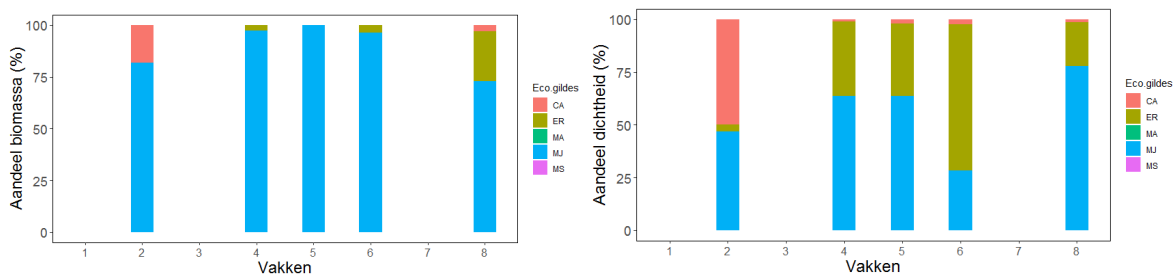 Aandeel biomassa (%)
100
75
50
25
0
1 2 3 4 5 6 7 8
Vakken
Eco.gildes
CA
ER
MA
MJ
MS
Aandeel dichtheid (%)
100
75
50
25
0
1 2 3 4 5 6 7 8
Vakken
Eco.gildes
CA
ER
MA
MJ
MS